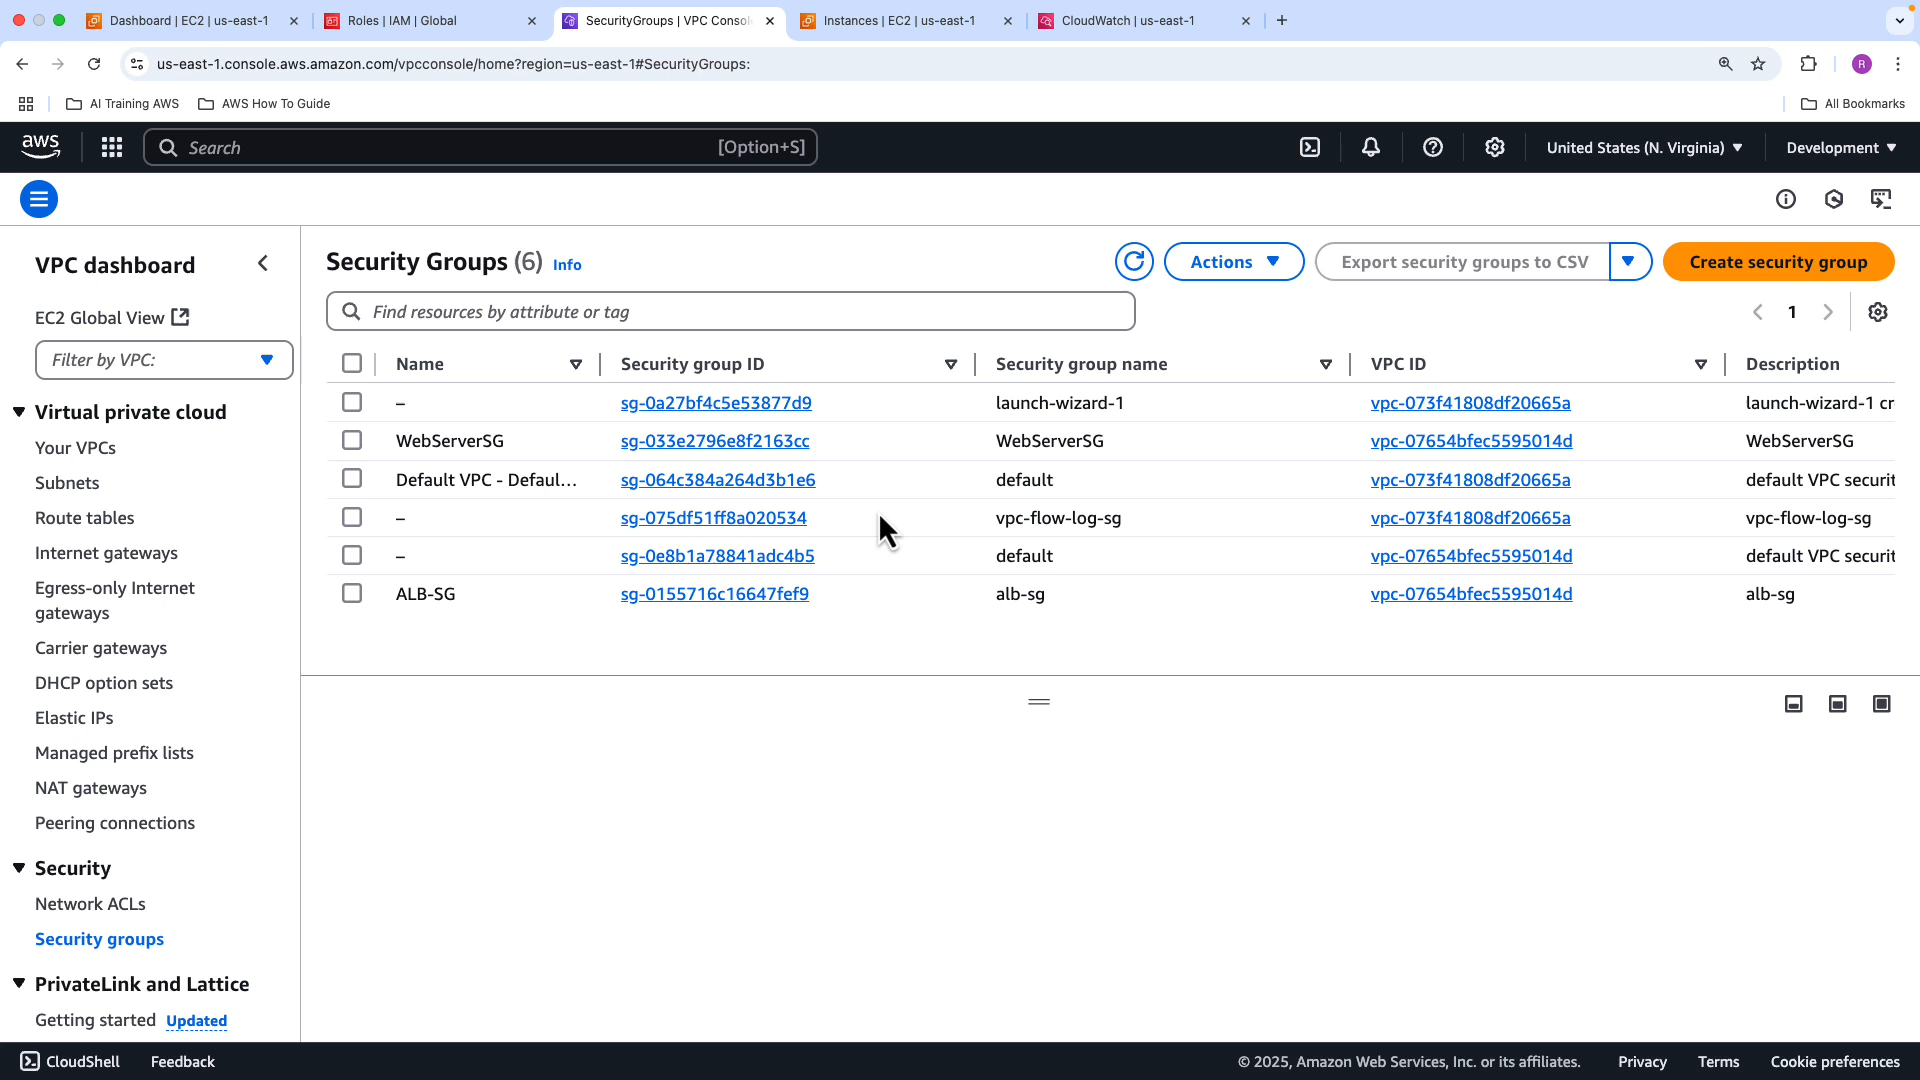 Dashboard | EC2 | us-east-1
Roles | IAM | Global
SecurityGroups | VPC Consol
Instances | EC2 | us-east-1
CloudWatch | us-east-1
us-east-1.console.aws.amazon.com/vpcconsole/home?region=us-east-1#SecurityGroups:
R
AI Training AWS
AWS How To Guide
All Bookmarks
aws
Search
[Option+S]
United States (N. Virginia)
Development
VPC dashboard
EC2 Global View
Filter by VPC:
Virtual private cloud
Your VPCs
Subnets
Route tables
Internet gateways
Egress-only Internet
gateways
Carrier gateways
DHCP option sets
Elastic IPs
Managed prefix lists
NAT gateways
Peering connections
Security
Network ACLs
Security groups
PrivateLink and Lattice
Getting started Updated
Security Groups (6) Info
Actions
Export security groups to CSV
Create security group
Find resources by attribute or tag
1
Name Security group ID Security group name VPC ID Description
– sg-0a27bf4c5e53877d9 launch-wizard-1 vpc-073f41808df20665a launch-wizard-1 cr
WebServerSG sg-033e2796e8f2163cc WebServerSG vpc-07654bfec5595014d WebServerSG
Default VPC - Defaul... sg-064c384a264d3b1e6 default vpc-073f41808df20665a default VPC securit
– sg-075df51ff8a020534 vpc-flow-log-sg vpc-073f41808df20665a vpc-flow-log-sg
– sg-0e8b1a78841adc4b5 default vpc-07654bfec5595014d default VPC securit
ALB-SG sg-0155716c16647fef9 alb-sg vpc-07654bfec5595014d alb-sg
CloudShell
Feedback
© 2025, Amazon Web Services, Inc. or its affiliates.
Privacy
Terms
Cookie preferences